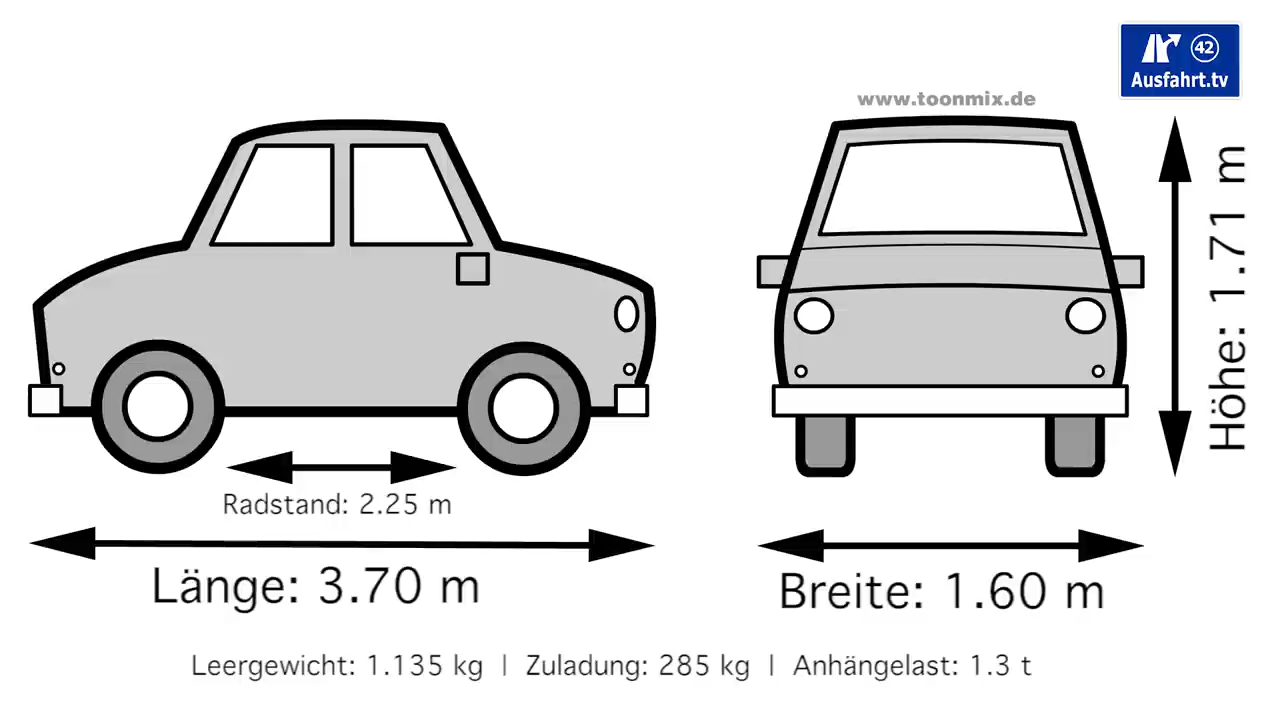 42
Ausfahrt.tv
www.toonmix.de
Höhe: 1.71 m
Radstand: 2.25 m
Länge: 3.70 m
Breite: 1.60 m
Leergewicht: 1.135 kg | Zuladung: 285 kg | Anhängelast: 1.3 t